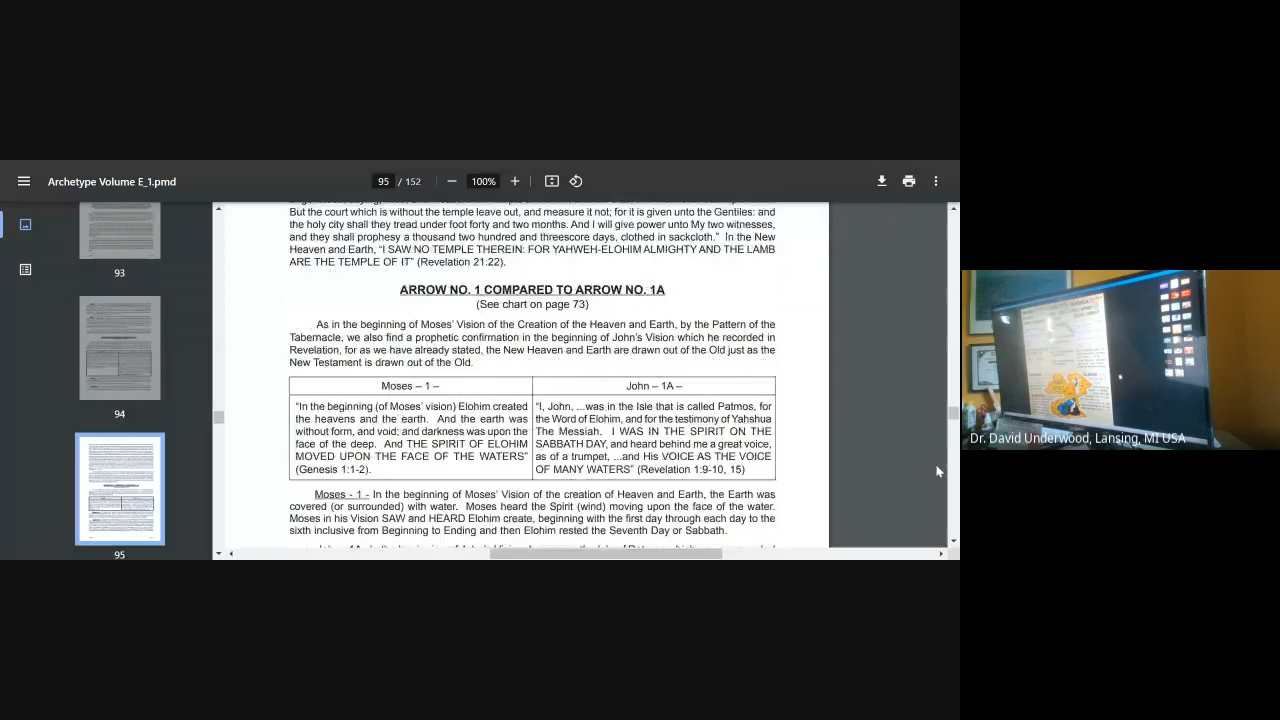 Archetype Volume E_1.pmd
95 / 152
100%
93
94
95
But the court which is without the temple leave out, and measure it not; for it is given unto the Gentiles: and
the holy city shall they tread under foot forty and two months. And I will give power unto My two witnesses,
and they shall prophesy a thousand two hundred and threescore days, clothed in sackcloth." In the New
Heaven and Earth, "I SAW NO TEMPLE THEREIN: FOR YAHWEH-ELOHIM ALMIGHTY AND THE LAMB
ARE THE TEMPLE OF IT" (Revelation 21:22).
ARROW NO. 1 COMPARED TO ARROW NO. 1A
(See chart on page 73)
As in the beginning of Moses' Vision of the Creation of the Heaven and Earth, by the Pattern of the
Tabernacle, we also find a prophetic confirmation in the beginning of John's Vision which he recorded in
Revelation, for as we have already stated, the New Heaven and Earth are drawn out of the Old just as the
New Testament is drawn out of the Old.
Moses – 1 –
"In the beginning (of Moses' vision) Elohim created
the heavens and the earth. And the earth was
without form, and void; and darkness was upon the
face of the deep. And THE SPIRIT OF ELOHIM
MOVED UPON THE FACE OF THE WATERS"
(Genesis 1:1-2).
John – 1A –
"I, John, ...was in the Isle that is called Patmos, for
the Word of Elohim, and for the testimony of Yahshua
The Messiah. I WAS IN THE SPIRIT ON THE
SABBATH DAY, and heard behind me a great voice,
as of a trumpet, ...and His VOICE AS THE VOICE
OF MANY WATERS" (Revelation 1:9-10, 15)
Moses - 1 - In the beginning of Moses' Vision of the creation of Heaven and Earth, the Earth was
covered (or surrounded) with water. Moses heard the Spirit (wind) moving upon the face of the water.
Moses in his Vision SAW and HEARD Elohim create, beginning with the first day through each day to the
sixth inclusive from Beginning to Ending and then Elohim rested the Seventh Day or Sabbath.
Dr. David Underwood, Lansing, MI USA